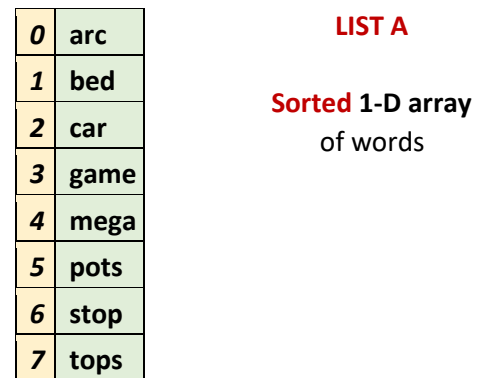 0 arc
1 bed
2 car
3 game
4 mega
5 pots
6 stop
7 tops
LIST A
Sorted 1-D array
of words